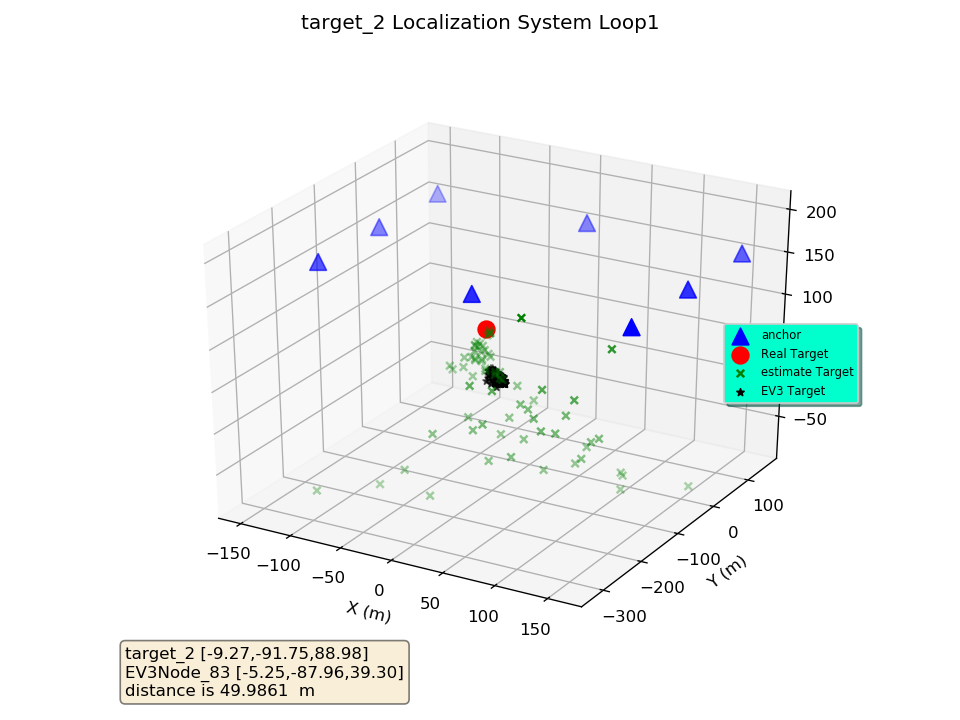 target_2 Localization System Loop1
200
150
100
−50
anchor
Real Target
estimate Target
EV3 Target
100
0
−100
−200
−300
Y (m)
−150
−100
−50
0
50
100
150
X (m)
target_2 [-9.27,-91.75,88.98]
EV3Node_83 [-5.25,-87.96,39.30]
distance is 49.9861  m